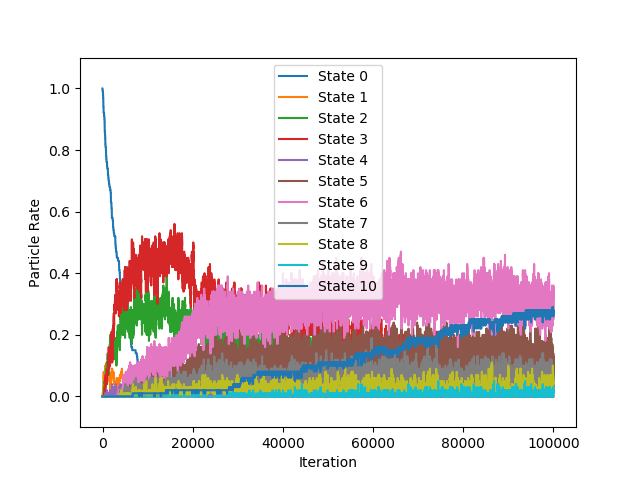 State 0
State 1
State 2
State 3
State 4
State 5
State 6
State 7
State 8
State 9
State 10
1.0
0.8
0.6
0.4
0.2
0.0
Particle Rate
0 20000 40000 60000 80000 100000
Iteration